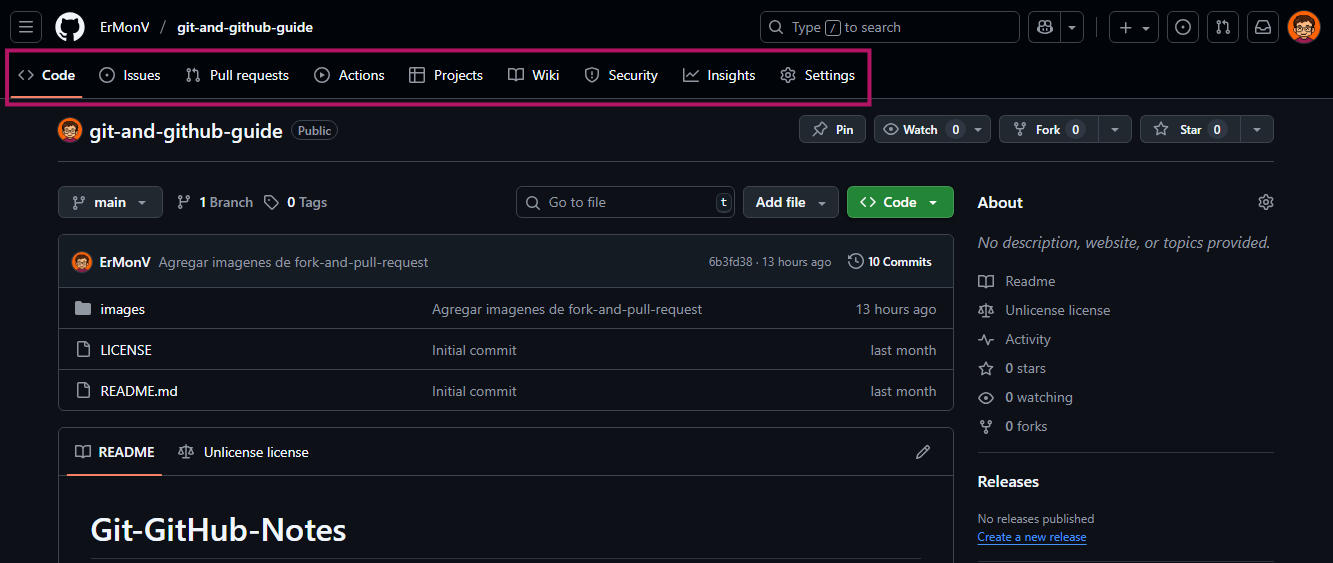 ErMonV / git-and-github-guide Type / to search
Code Issues Pull requests Actions Projects Wiki Security Insights Settings
git-and-github-guide Public Pin Watch 0 Fork 0 Star 0
main 1 Branch 0 Tags Go to file t Add file Code
ErMonV Agregar imagenes de fork-and-pull-request 6b3fd38 · 13 hours ago 10 Commits
images Agregar imagenes de fork-and-pull-request 13 hours ago
LICENSE Initial commit last month
README.md Initial commit last month
README Unlicense license
Git-GitHub-Notes
About
No description, website, or topics provided.
Readme
Unlicense license
Activity
0 stars
0 watching
0 forks
Releases
No releases published
Create a new release